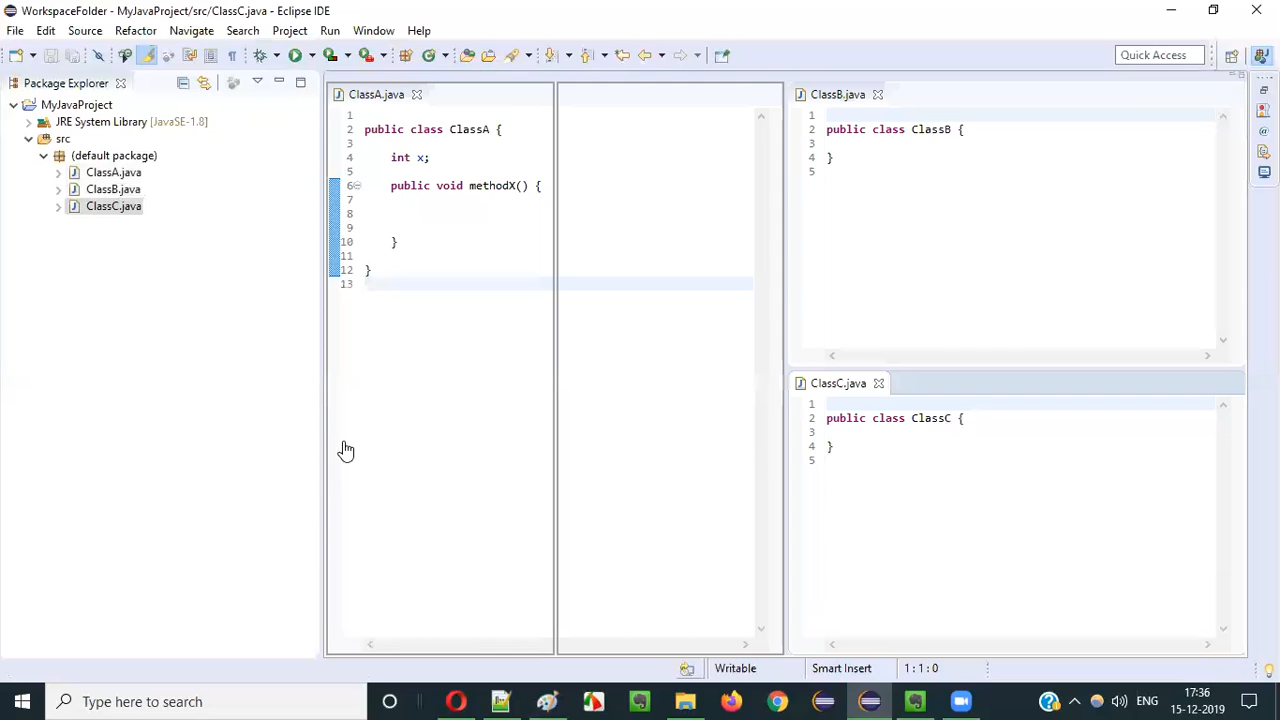 WorkspaceFolder - MyJavaProject/src/ClassC.java - Eclipse IDE
File Edit Source Refactor Navigate Search Project Run Window Help
Quick Access
Package Explorer
MyJavaProject
JRE System Library [JavaSE-1.8]
src
(default package)
ClassA.java
ClassB.java
ClassC.java
ClassA.java
1
2 public class ClassA {
3
4 int x;
5
6 public void methodX() {
7
8
9
10 }
11
12 }
13
ClassB.java
1
2 public class ClassB {
3
4 }
5
ClassC.java
1
2 public class ClassC {
3
4 }
5
Writable Smart Insert 1 : 1 : 0
Type here to search
ENG
17:36
15-12-2019